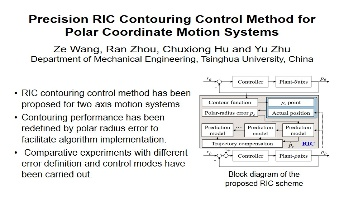 Precision RIC Contouring Control Method for
Polar Coordinate Motion Systems
Ze Wang, Ran Zhou, Chuxiong Hu and Yu Zhu
Department of Mechanical Engineering, Tsinghua University, China
• RIC contouring control method has been
proposed for two axis motion systems
• Contouring performance has been
redefined by polar radius error to
facilitate algorithm implementation.
• Comparative experiments with different
error definition and control modes have
been carried out
Controller
Contour function
Polar-radius error
Actual position
Prediction model
Prediction model
Prediction model
Trajectory compensation
RIC
Controller
Block diagram of the
proposed RIC scheme